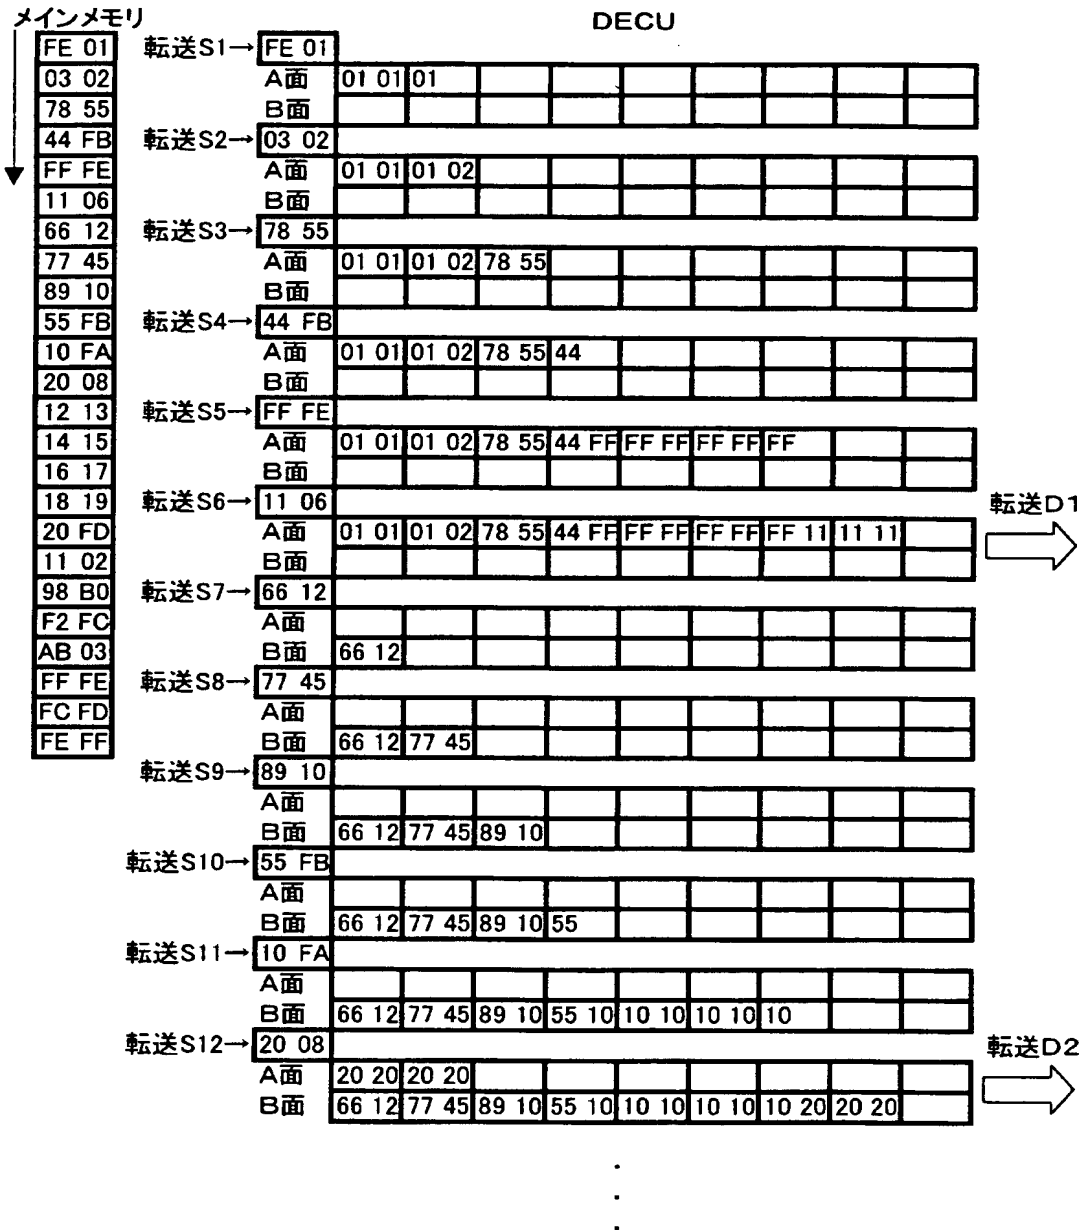 メインメモリ
DECU
FE 01
03 02
78 55
44 FB
FF FE
11 06
66 12
77 45
89 10
55 FB
10 FA
20 08
12 13
14 15
16 17
18 19
20 FD
11 02
98 B0
F2 FC
AB 03
FF FE
FC FD
FE FF
転送S1→ FE 01
A面 01 01 01
B面
転送S2→ 03 02
A面 01 01 01 02
B面
転送S3→ 78 55
A面 01 01 01 02 78 55
B面
転送S4→ 44 FB
A面 01 01 01 02 78 55 44
B面
転送S5→ FF FE
A面 01 01 01 02 78 55 44 FF FF FF FF FF FF
B面
転送S6→ 11 06
A面 01 01 01 02 78 55 44 FF FF FF FF FF FF 11 11 11
B面
転送D1
転送S7→ 66 12
A面
B面 66 12
転送S8→ 77 45
A面
B面 66 12 77 45
転送S9→ 89 10
A面
B面 66 12 77 45 89 10
転送S10→ 55 FB
A面
B面 66 12 77 45 89 10 55
転送S11→ 10 FA
A面
B面 66 12 77 45 89 10 55 10 10 10 10 10 10
転送S12→ 20 08
A面 20 20 20 20
B面 66 12 77 45 89 10 55 10 10 10 10 10 10 20 20 20
転送D2